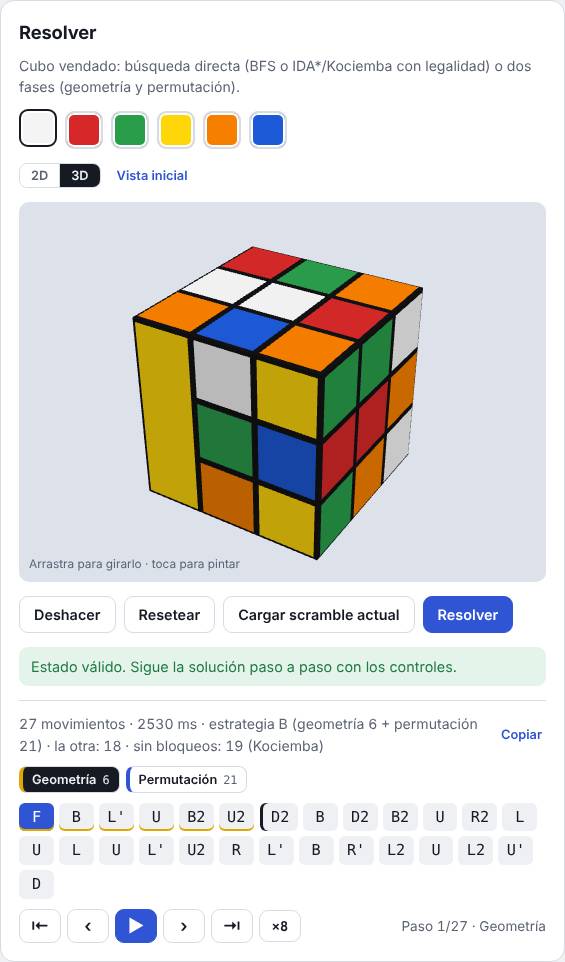 Resolver
Cubo vendado: búsqueda directa (BFS o IDA*/Kociemba con legalidad) o dos
fases (geometría y permutación).
2D 3D Vista inicial
Arrastra para girarlo · toca para pintar
Deshacer Resetear Cargar scramble actual Resolver
Estado válido. Sigue la solución paso a paso con los controles.
27 movimientos · 2530 ms · estrategia B (geometría 6 + permutación
21) · la otra: 18 · sin bloqueos: 19 (Kociemba)
Copiar
Geometría 6 Permutación 21
F B L' U B2 U2 D2 B D2 B2 U R2 L
U L U L' U2 R L' B R' L2 U L2 U'
D
×8 Paso 1/27 · Geometría